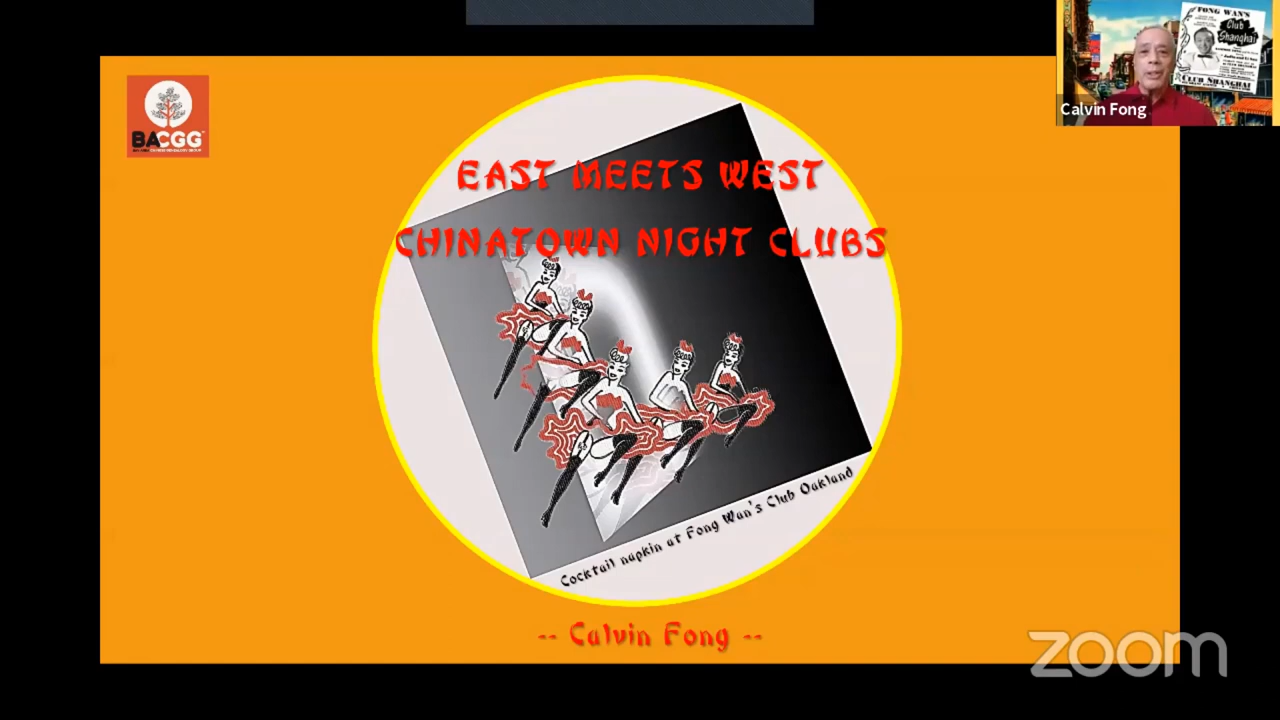 BACGG
EAST MEETS WEST
CHINATOWN NIGHT CLUBS
Cocktail napkin at Fong Wan's Club Oakland
-- Calvin Fong --
FONG WAN'S
Club
Shanghai
CLUB SHANGHAI
Calvin Fong
zoom